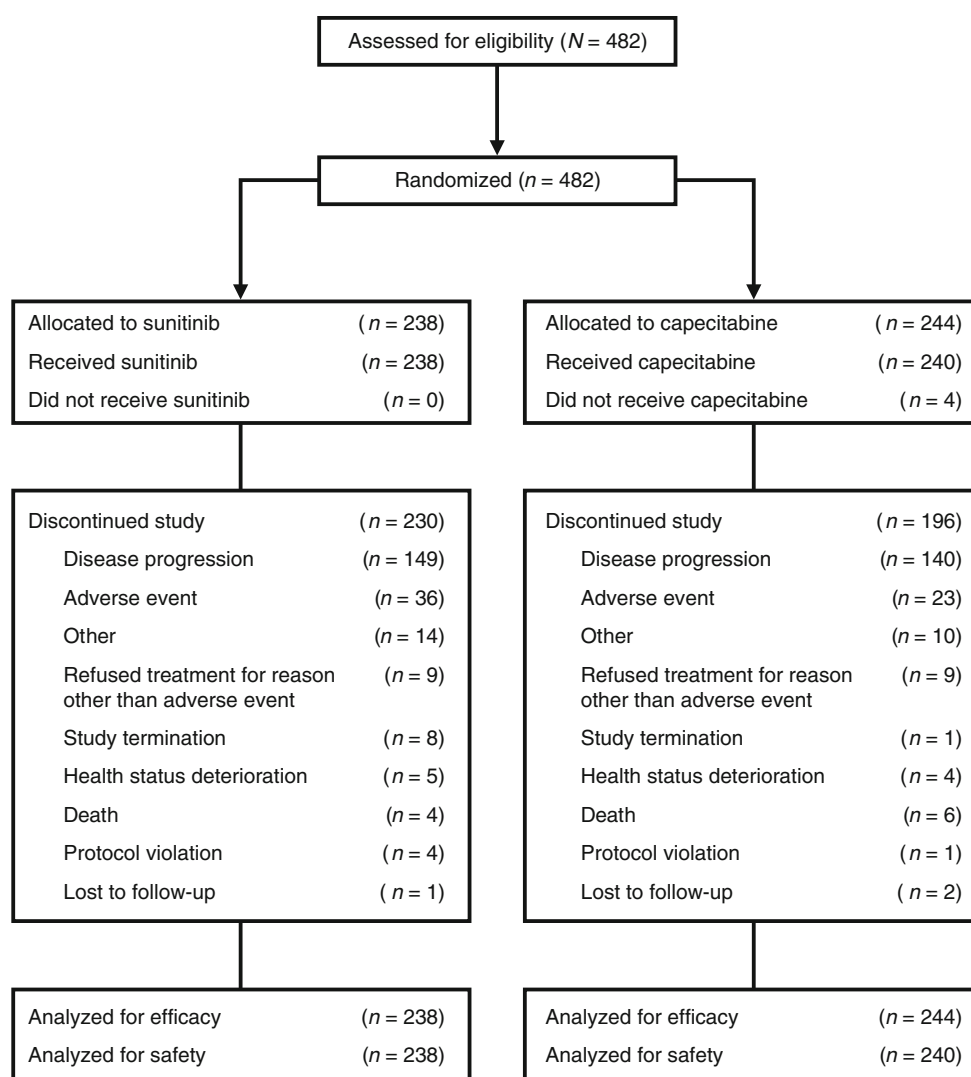 Assessed for eligibility (N = 482)
Randomized (n = 482)
Allocated to sunitinib (n = 238)
Received sunitinib (n = 238)
Did not receive sunitinib (n = 0)
Allocated to capecitabine (n = 244)
Received capecitabine (n = 240)
Did not receive capecitabine (n = 4)
Discontinued study (n = 230)
Disease progression (n = 149)
Adverse event (n = 36)
Other (n = 14)
Refused treatment for reason (n = 9)
other than adverse event
Study termination (n = 8)
Health status deterioration (n = 5)
Death (n = 4)
Protocol violation (n = 4)
Lost to follow-up (n = 1)
Discontinued study (n = 196)
Disease progression (n = 140)
Adverse event (n = 23)
Other (n = 10)
Refused treatment for reason (n = 9)
other than adverse event
Study termination (n = 1)
Health status deterioration (n = 4)
Death (n = 6)
Protocol violation (n = 1)
Lost to follow-up (n = 2)
Analyzed for efficacy (n = 238)
Analyzed for safety (n = 238)
Analyzed for efficacy (n = 244)
Analyzed for safety (n = 240)